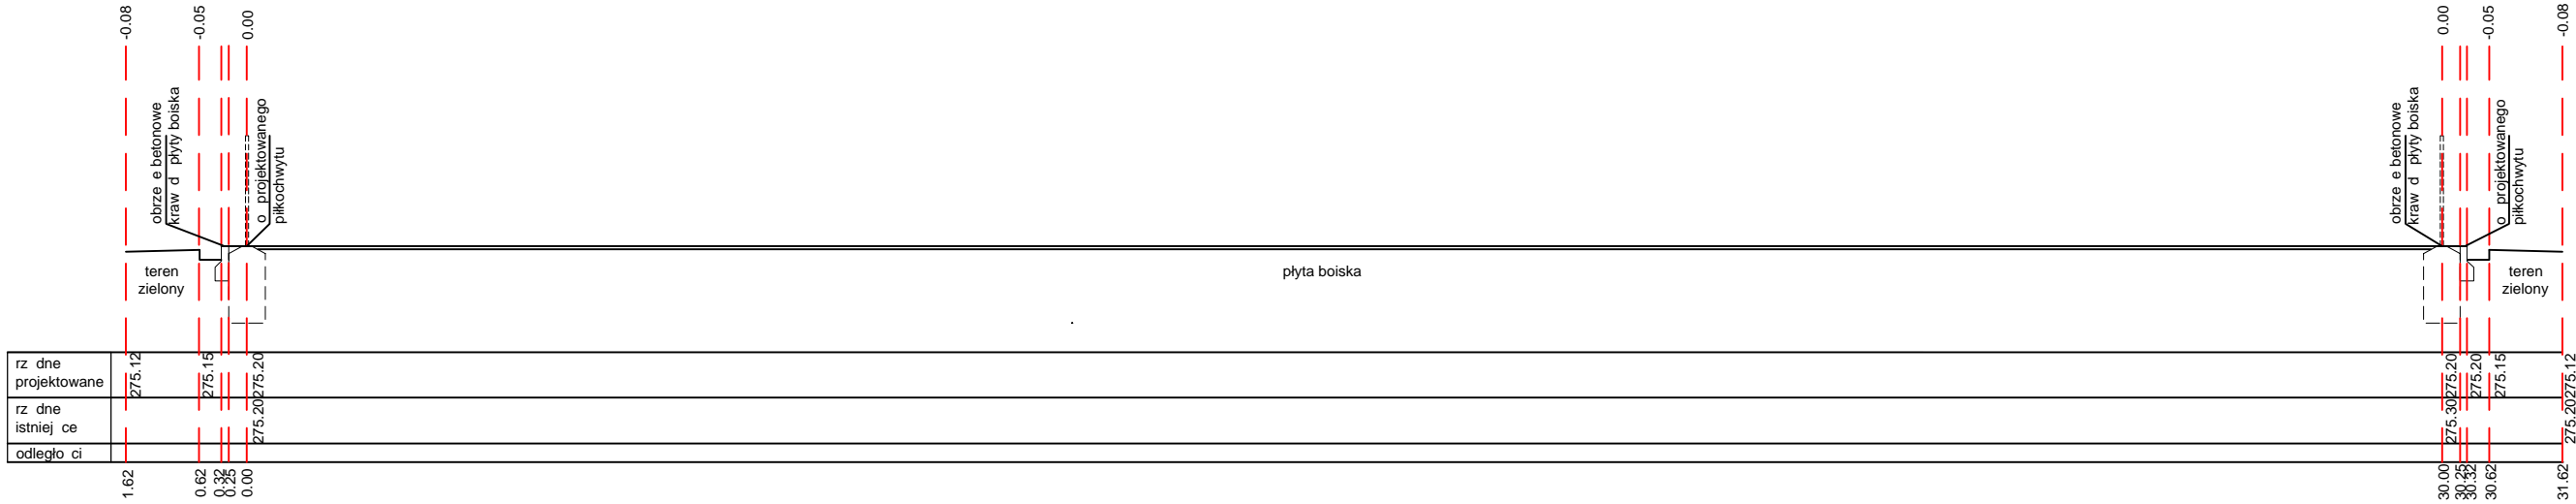 -0.08
-0.05
0.00
0.00
-0.05
-0.08
obrze e betonowe
kraw d płyty boiska
o projektowanego
piłkochwytu
obrze e betonowe
kraw d płyty boiska
o projektowanego
piłkochwytu
teren
zielony
płyta boiska
teren
zielony
rz dne
projektowane
275.12
275.15
275.20
275.20
275.20
275.15
275.12
rz dne
istniej ce
275.20
275.30
275.20
odległo ci
1.62
0.62
0.32
0.25
0.00
30.00
30.25
30.32
30.62
31.62